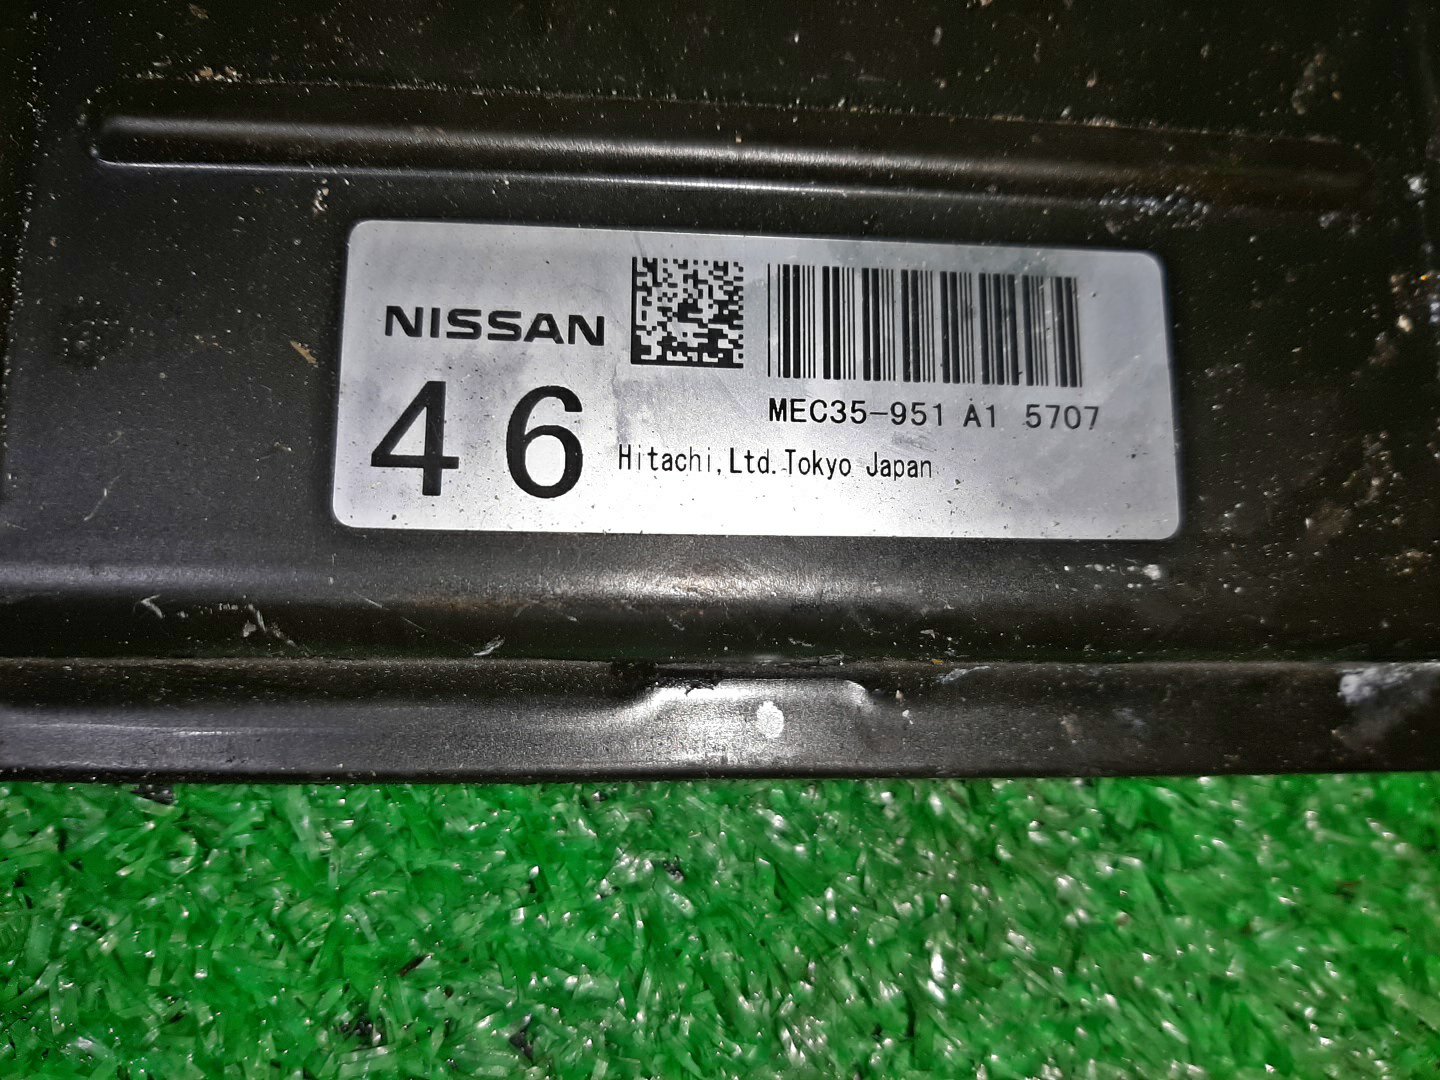 NISSAN
46
MEC35-951 A1 5707
Hitachi,Ltd.Tokyo Japan